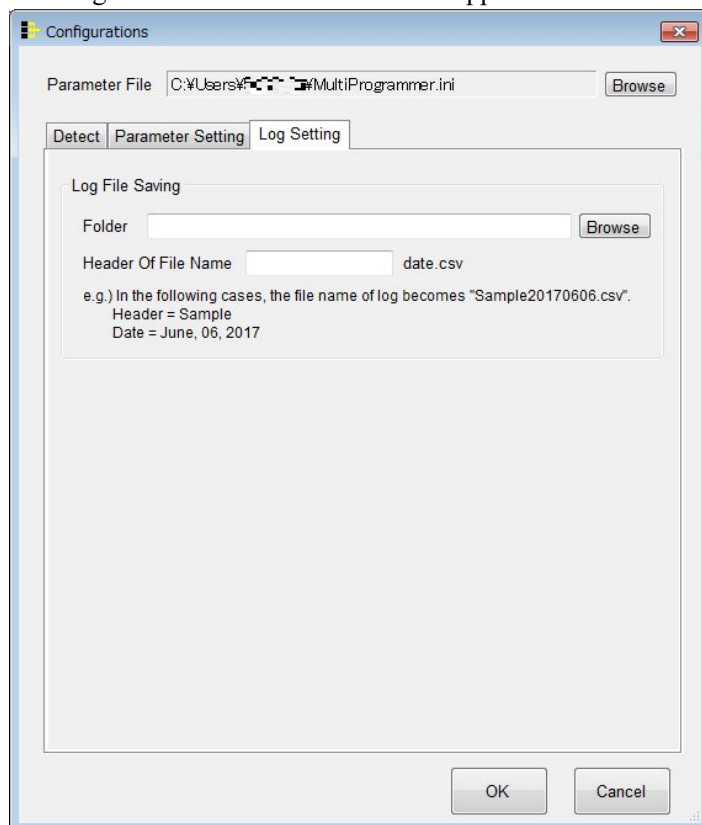 Configurations
Parameter File C:¥Users¥ ¥MultiProgrammer.ini Browse
Detect Parameter Setting Log Setting
Log File Saving
Folder Browse
Header Of File Name date.csv
e.g.) In the following cases, the file name of log becomes "Sample20170606.csv".
Header = Sample
Date = June, 06, 2017
OK Cancel